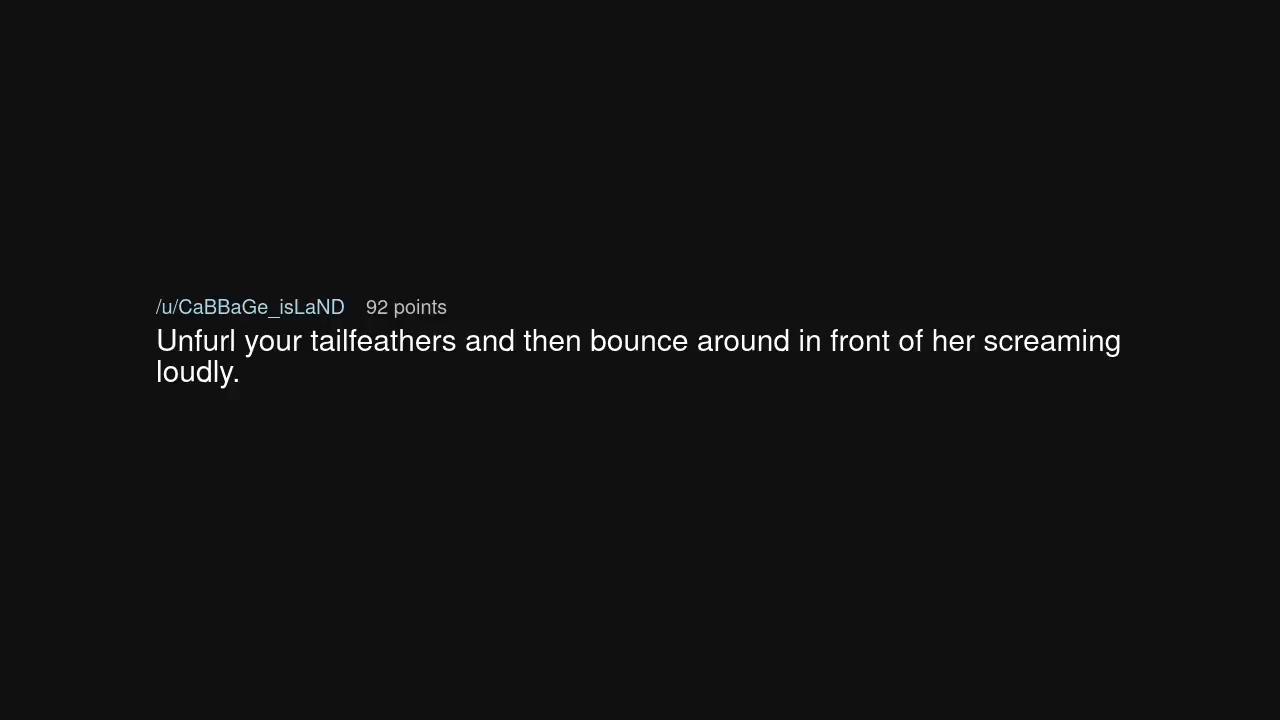 /u/CaBBaGe_isLaND 92 points
Unfurl your tailfeathers and then bounce around in front of her screaming
loudly.